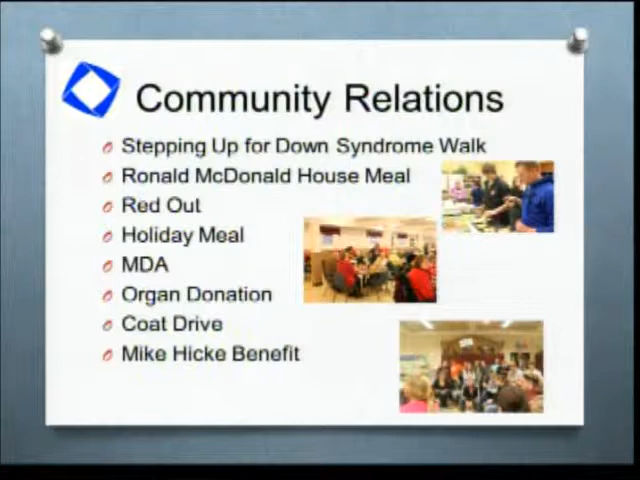 Community Relations
Stepping Up for Down Syndrome Walk
Ronald McDonald House Meal
Red Out
Holiday Meal
MDA
Organ Donation
Coat Drive
Mike Hicke Benefit